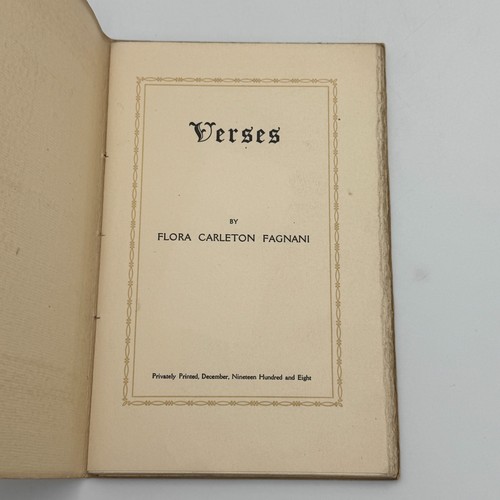 Verses
BY
FLORA CARLETON FAGNANI
Privately Printed, December, Nineteen Hundred and Eight